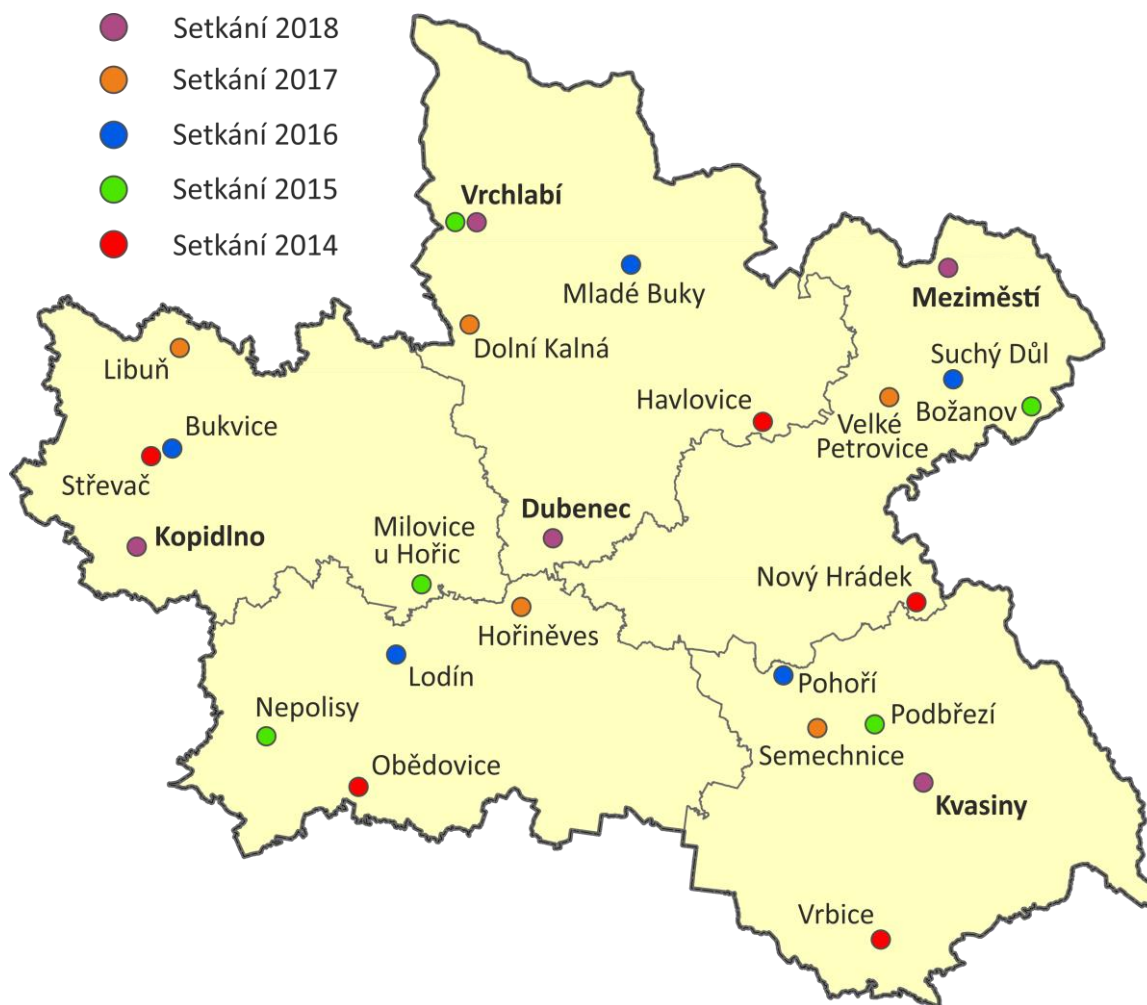 Setkání 2018
Setkání 2017
Setkání 2016
Setkání 2015
Setkání 2014
Vrchlabí
Mladé Buky
Meziměstí
Dolní Kalná
Libuň
Suchý Důl
Havlovice
Velké
Petrovice
Božanov
Bukvice
Střevač
Kopidlno
Dubenec
Milovice
u Hořic
Nový Hrádek
Hořiněves
Lodín
Pohoří
Nepolisy
Podbřezí
Semechnice
Obědovice
Kvasiny
Vrbice